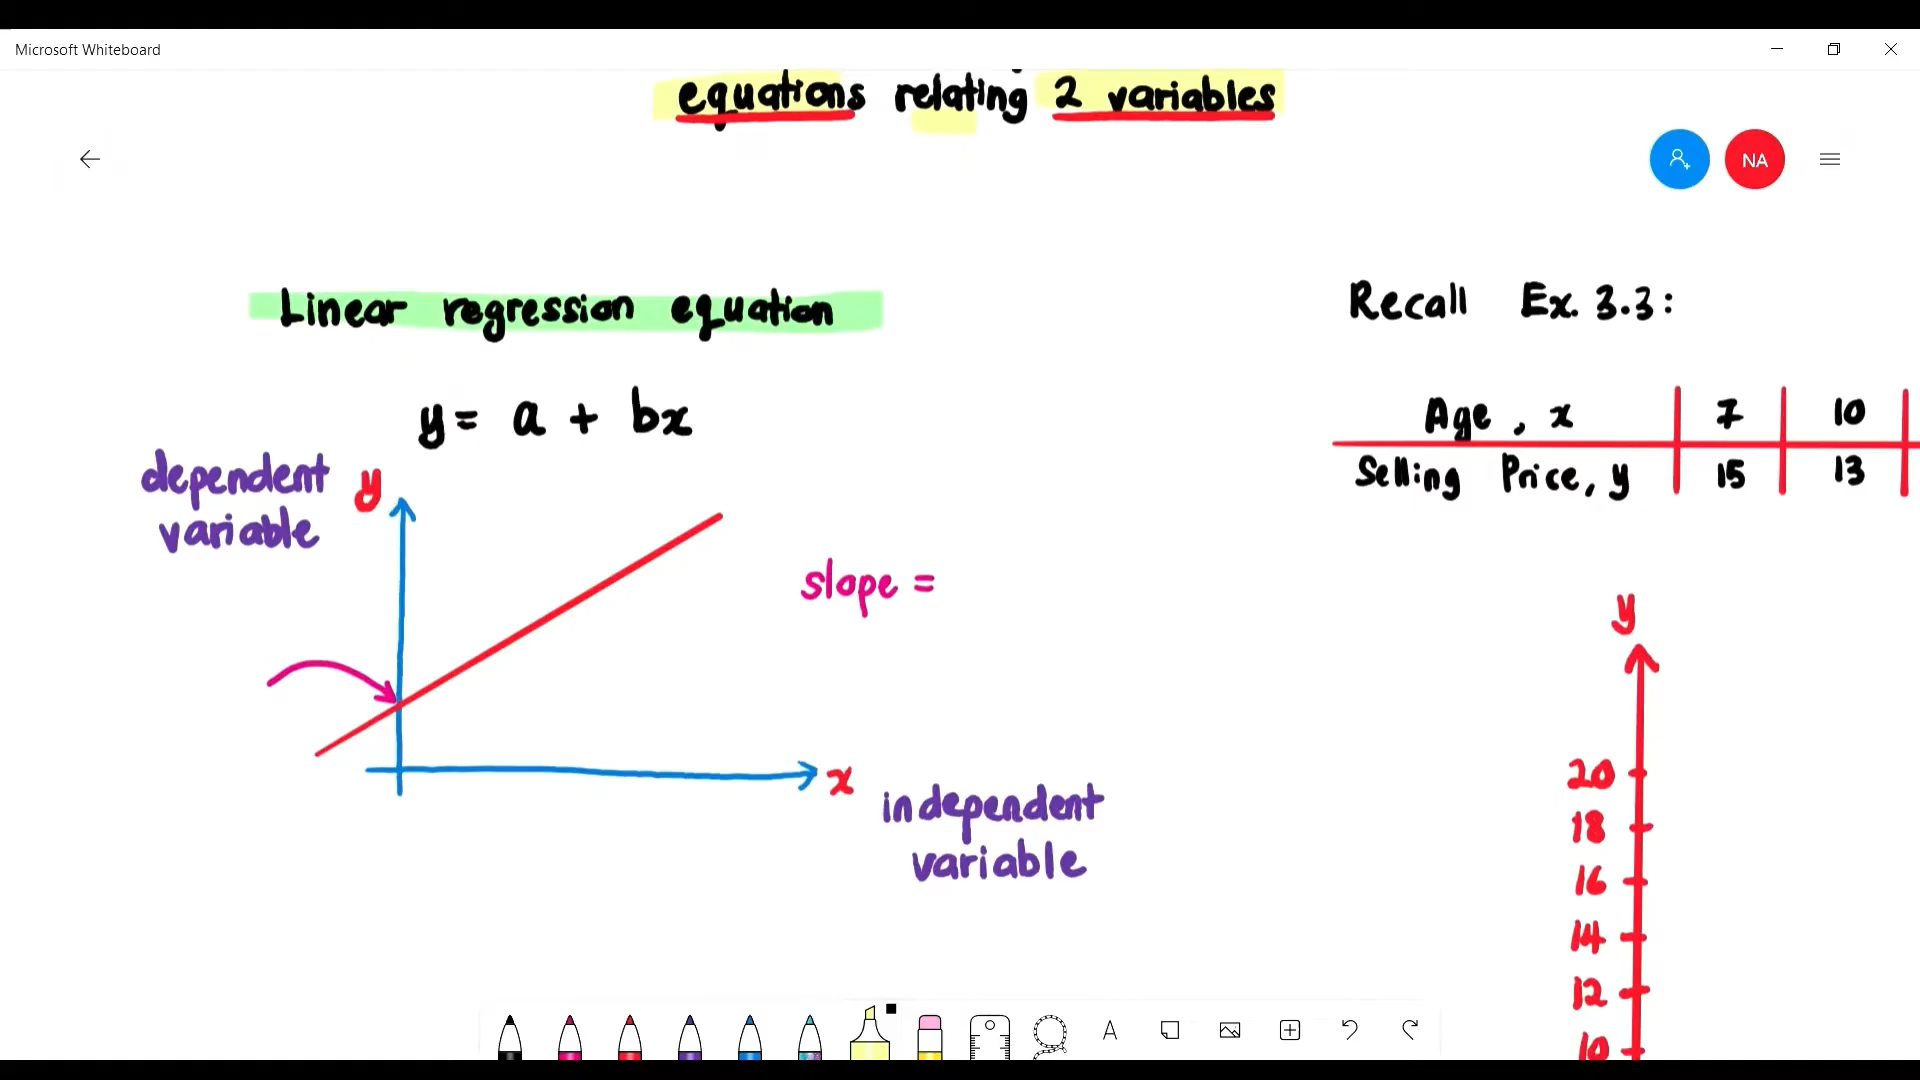 Microsoft Whiteboard
equations relating 2 variables
NA
Linear regression equation
y = a + bx
dependent
variable
y
slope =
x
independent
variable
Recall Ex. 3.3:
Age, x 7 10
Selling Price, y 15 13
y
20
18
16
14
12
10
A